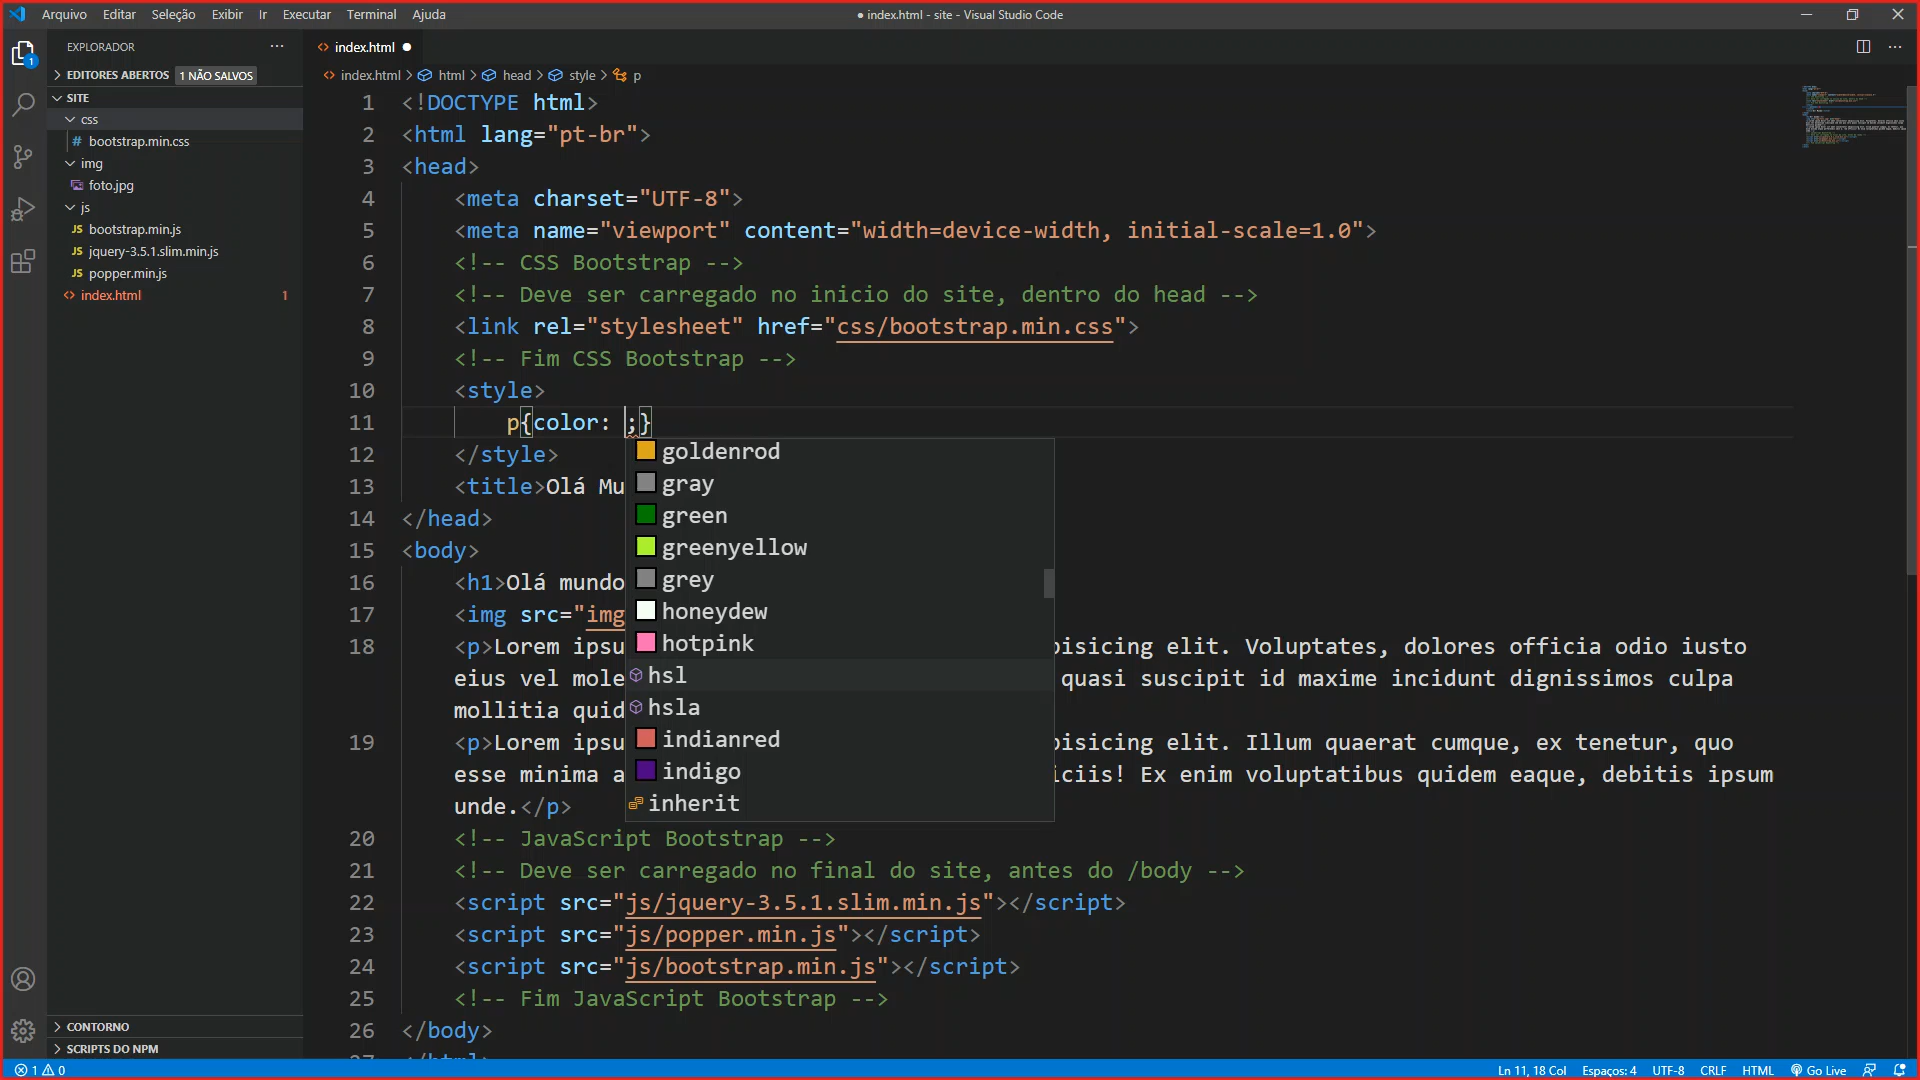 Arquivo Editar Seleção Exibir Ir Executar Terminal Ajuda
● index.html - site - Visual Studio Code
EXPLORADOR
index.html
EDITORES ABERTOS 1 NÃO SALVOS
index.html > html > head > style > p
SITE
css
bootstrap.min.css
img
foto.jpg
js
JS bootstrap.min.js
JS jquery-3.5.1.slim.min.js
JS popper.min.js
index.html 1
1 <!DOCTYPE html>
2 <html lang="pt-br">
3 <head>
4 <meta charset="UTF-8">
5 <meta name="viewport" content="width=device-width, initial-scale=1.0">
6 <!-- CSS Bootstrap -->
7 <!-- Deve ser carregado no inicio do site, dentro do head -->
8 <link rel="stylesheet" href="css/bootstrap.min.css">
9 <!-- Fim CSS Bootstrap -->
10 <style>
11 p{color: ;}
12 </style>
13 <title>Olá Mu
14 </head>
15 <body>
16 <h1>Olá mundo
17 <img src="img
18 <p>Lorem ipsu pisicing elit. Voluptates, dolores officia odio iusto
eius vel mole quasi suscipit id maxime incidunt dignissimos culpa
mollitia quid
19 <p>Lorem ipsu pisicing elit. Illum quaerat cumque, ex tenetur, quo
esse minima a iciis! Ex enim voluptatibus quidem eaque, debitis ipsum
unde.</p>
20 <!-- JavaScript Bootstrap -->
21 <!-- Deve ser carregado no final do site, antes do /body -->
22 <script src="js/jquery-3.5.1.slim.min.js"></script>
23 <script src="js/popper.min.js"></script>
24 <script src="js/bootstrap.min.js"></script>
25 <!-- Fim JavaScript Bootstrap -->
26 </body>
goldenrod
gray
green
greenyellow
grey
honeydew
hotpink
hsl
hsla
indianred
indigo
inherit
CONTORNO
SCRIPTS DO NPM
1 0
Ln 11, 18 Col Espaços: 4 UTF-8 CRLF HTML Go Live